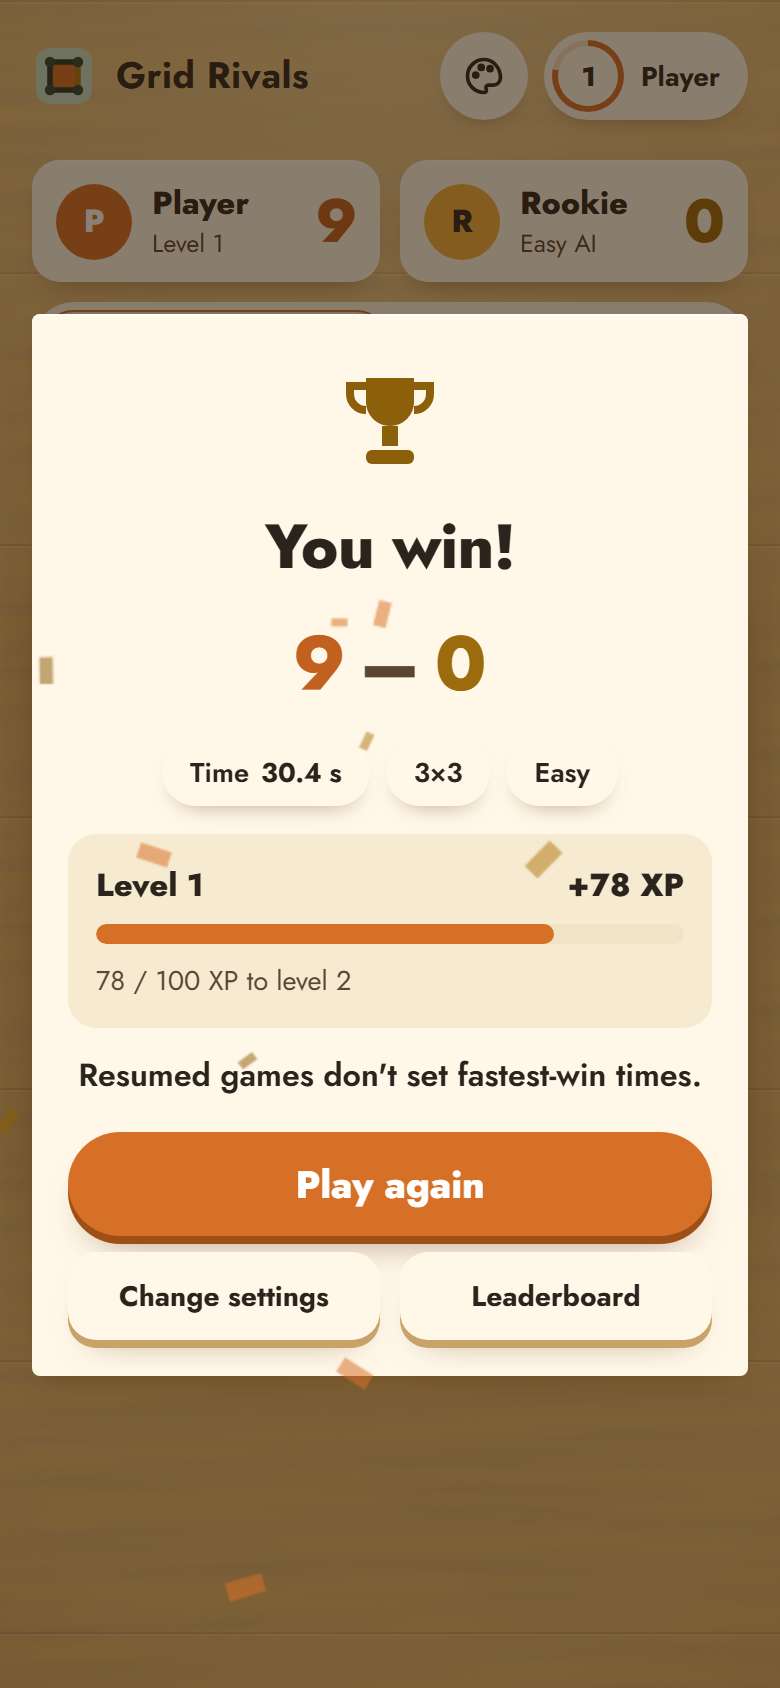 Grid Rivals
1 Player
P Player 9
Level 1
R Rookie 0
Easy AI
You win!
9 – 0
Time 30.4 s
3×3
Easy
Level 1 +78 XP
78 / 100 XP to level 2
Resumed games don't set fastest-win times.
Play again
Change settings
Leaderboard